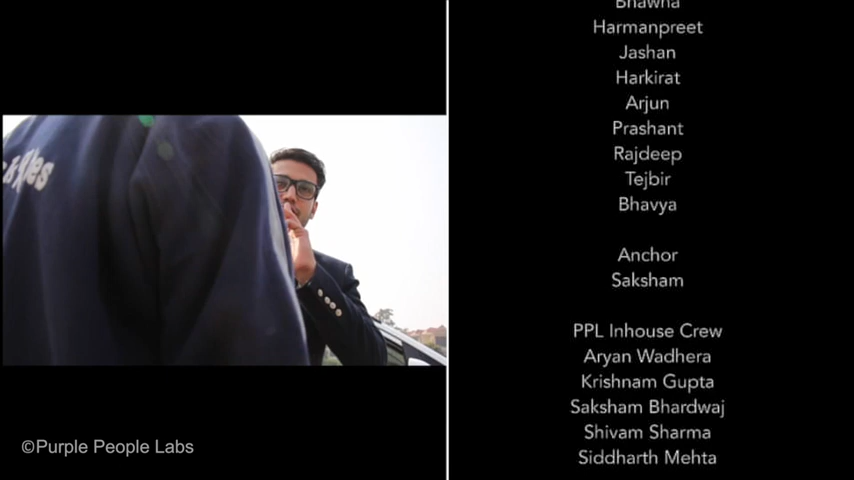 ©Purple People Labs
Bhawna
Harmanpreet
Jashan
Harkirat
Arjun
Prashant
Rajdeep
Tejbir
Bhavya
Anchor
Saksham
PPL Inhouse Crew
Aryan Wadhera
Krishnam Gupta
Saksham Bhardwaj
Shivam Sharma
Siddharth Mehta